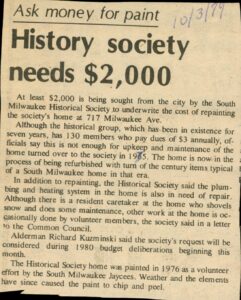 Ask money for paint
10/3/79
History society
needs $2,000
At least $2,000 is being sought from the city by the South
Milwaukee Historical Society to underwrite the cost of repainting
the society's home at 717 Milwaukee Ave.
Although the historical group, which has been in existence for
seven years, has 130 members who pay dues of $3 annually, of-
ficials say this is not enough for upkeep and maintenance of the
home turned over to the society in 1975. The home is now in the
process of being refurbished with turn of the century items typical
of a South Milwaukee home in that era.
In addition to repainting, the Historical Society said the plum-
bing and heating system in the home is also in need of repair.
Although there is a resident caretaker at the home who shovels
snow and does some maintenance, other work at the home is oc-
casionally done by volunteer members, the society said in a letter
to the Common Council.
Alderman Richard Kuzminski said the society's request will be
considered during 1980 budget deliberations beginning this
month.
The Historical Society home was painted in 1976 as a volunteer
effort by the South Milwaukee Jaycees. Weather and the elements
have since caused the paint to chip and peel.